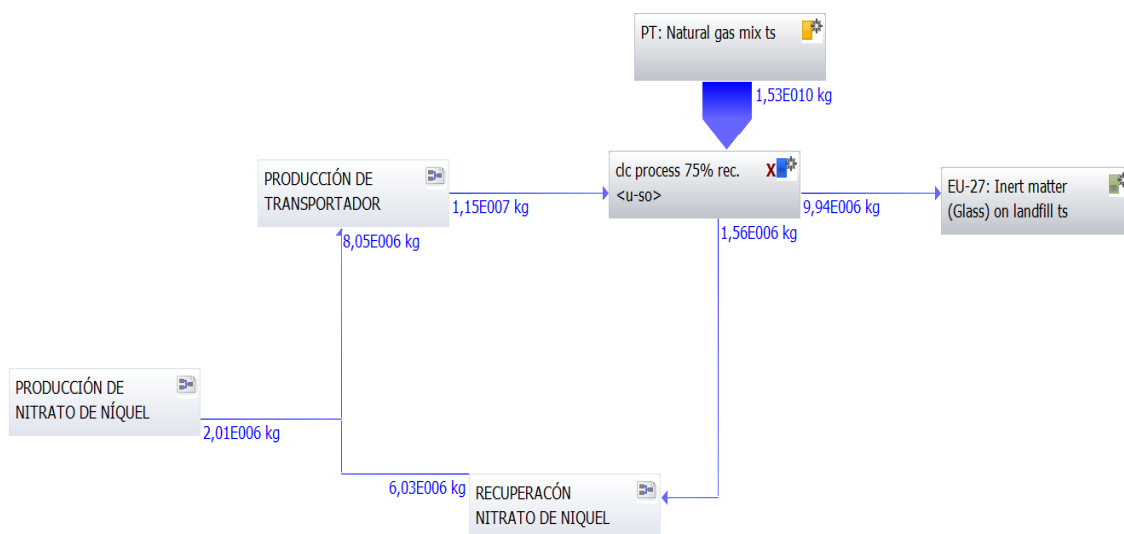 PT: Natural gas mix ts
1,53E010 kg
PRODUCCIÓN DE
TRANSPORTADOR
1,15E007 kg
8,05E006 kg
clc process 75% rec.
<u-so>
X
9,94E006 kg
1,56E006 kg
EU-27: Inert matter
(Glass) on landfill ts
PRODUCCIÓN DE
NITRATO DE NÍQUEL
2,01E006 kg
6,03E006 kg
RECUPERACÓN
NITRATO DE NIQUEL